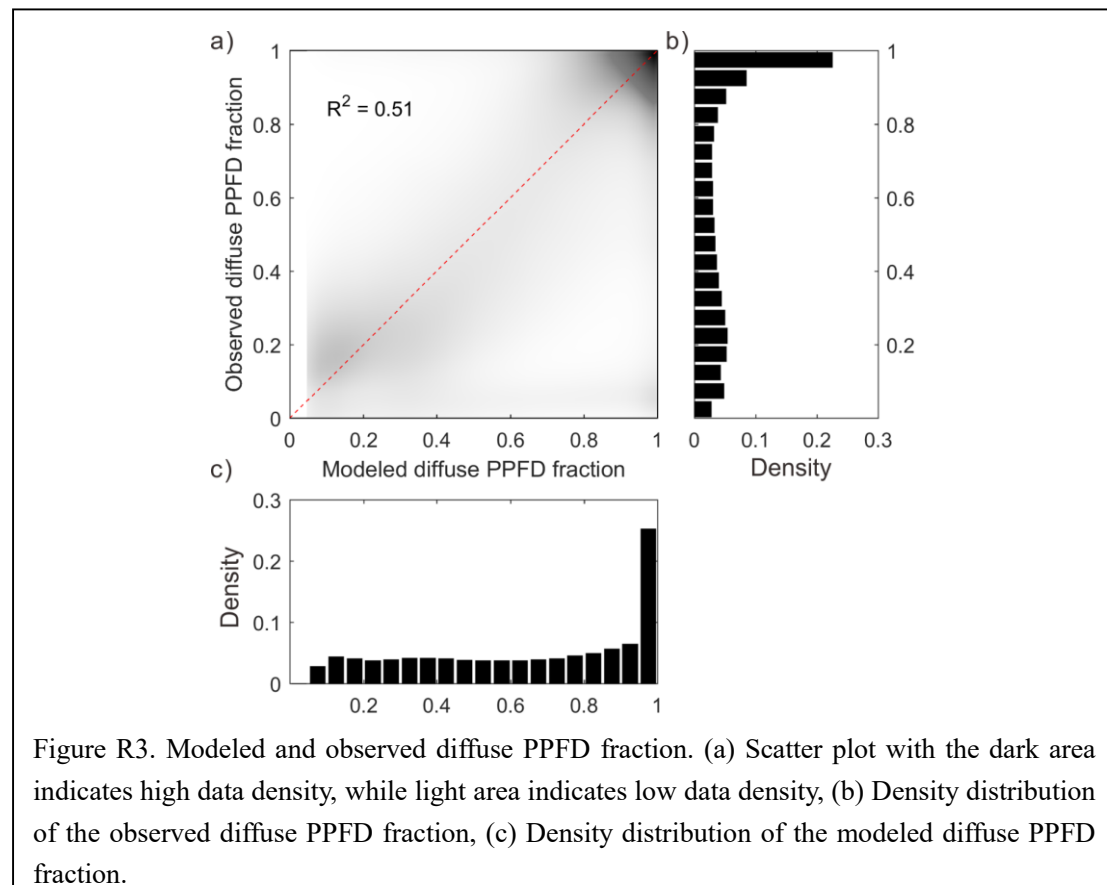 a)
b)
1
0.8
0.6
0.4
0.2
0
Observed diffuse PPFD fraction
R² = 0.51
0 0.2 0.4 0.6 0.8 1
Modeled diffuse PPFD fraction
1
0.8
0.6
0.4
0.2
0 0.1 0.2 0.3
Density
c)
0.3
0.2
0.1
0
Density
0.2 0.4 0.6 0.8 1
Figure R3. Modeled and observed diffuse PPFD fraction. (a) Scatter plot with the dark area
indicates high data density, while light area indicates low data density, (b) Density distribution
of the observed diffuse PPFD fraction, (c) Density distribution of the modeled diffuse PPFD
fraction.